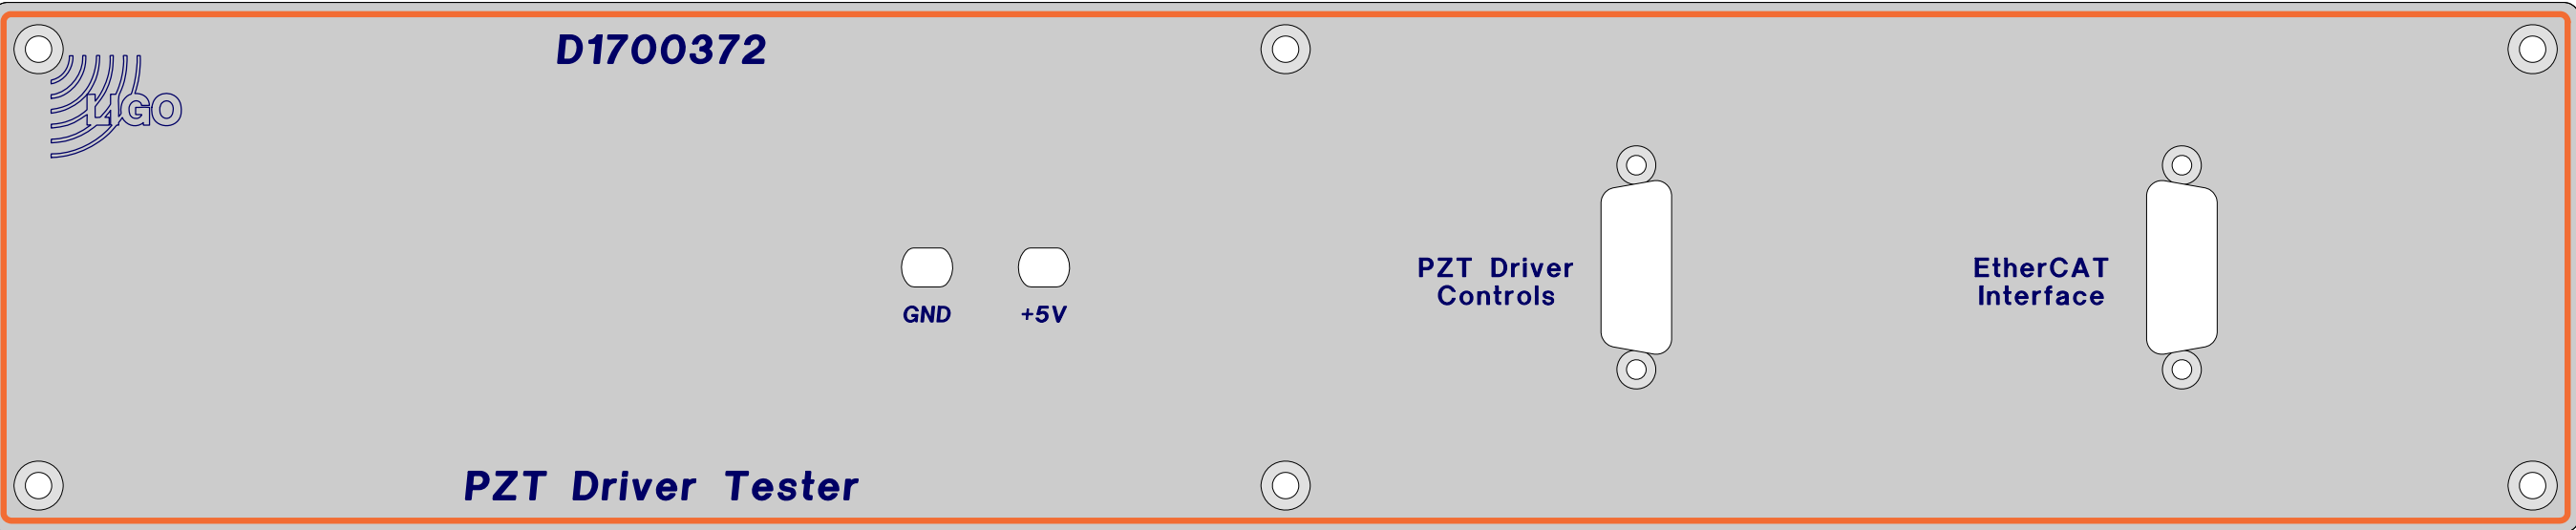 D1700372
LIGO
GND
+5V
PZT Driver
Controls
EtherCAT
Interface
PZT Driver Tester